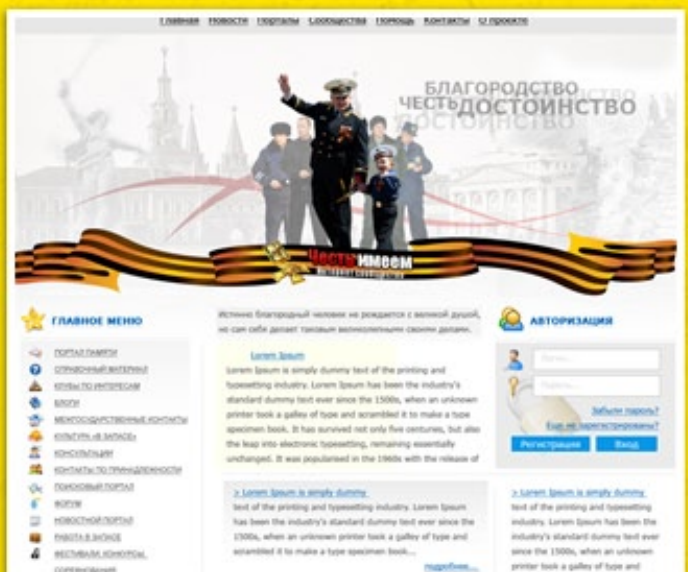 Главная Новости Порталы Сообщества Помощь Контакты О проекте
БЛАГОРОДСТВО
ЧЕСТЬ ДОСТОИНСТВО
ДОСТОИНСТВО
Честь имеем
ИНТЕРНЕТ СООБЩЕСТВО
ГЛАВНОЕ МЕНЮ
ПОРТАЛ ПАМЯТИ
СПРАВОЧНЫЙ МАТЕРИАЛ
КЛУБЫ ПО ИНТЕРЕСАМ
БЛОГИ
МЕЖГОСУДАРСТВЕННЫЕ КОНТАКТЫ
КУЛЬТУРА «В ЗАПАСЕ»
КОНСУЛЬТАЦИИ
КОНТАКТЫ ПО ПРИНАДЛЕЖНОСТИ
ПОИСКОВЫЙ ПОРТАЛ
ФОРУМ
НОВОСТНОЙ ПОРТАЛ
РАБОТА В ЗАПАСЕ
ФЕСТИВАЛИ, КОНКУРСЫ,
СОРЕВНОВАНИЯ
Истинно благородный человек не рождается с великой душой,
но сам себя делает таковым великолепными своими делами.
Lorem Ipsum
Lorem Ipsum is simply dummy text of the printing and
typesetting industry. Lorem Ipsum has been the industry's
standard dummy text ever since the 1500s, when an unknown
printer took a galley of type and scrambled it to make a type
specimen book. It has survived not only five centuries, but also
the leap into electronic typesetting, remaining essentially
unchanged. It was popularised in the 1960s with the release of
> Lorem Ipsum is simply dummy
text of the printing and typesetting industry. Lorem Ipsum
has been the industry's standard dummy text ever since the
1500s, when an unknown printer took a galley of type and
scrambled it to make a type specimen book...
подробнее...
АВТОРИЗАЦИЯ
Логин...
Пароль...
Забыли пароль?
Еще не зарегистрированы?
Регистрация Вход
> Lorem Ipsum is simply dummy
text of the printing and
typesetting industry. Lorem
Ipsum has been the industry's
standard dummy text ever since
the 1500s, when an unknown
printer took a galley of type and